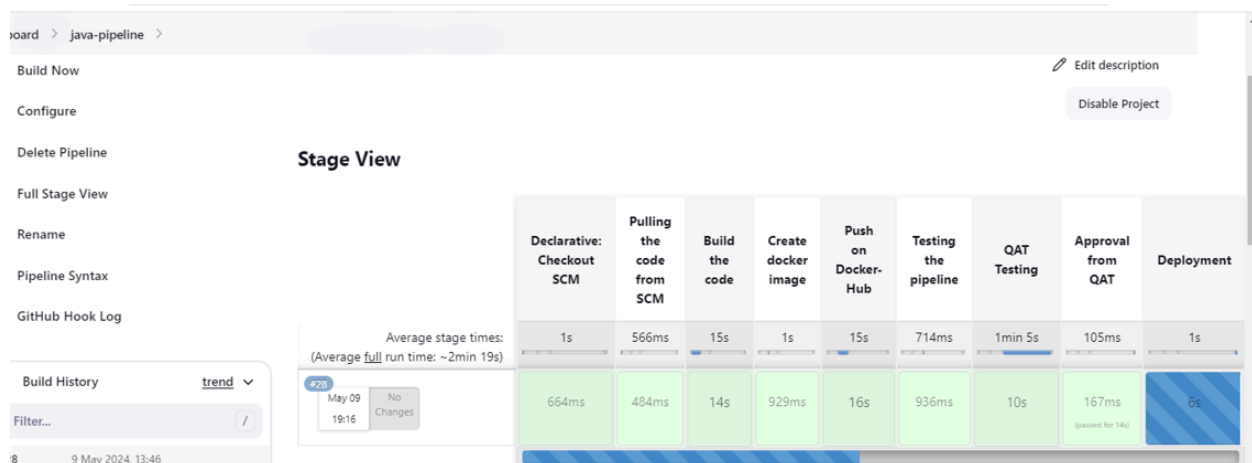 board > java-pipeline >
Build Now
Configure
Delete Pipeline
Full Stage View
Rename
Pipeline Syntax
GitHub Hook Log
Build History trend
Filter... /
9 May 2024, 13:46
Edit description
Disable Project
Stage View
Declarative:
Checkout
SCM
Pulling
the
code
from
SCM
Build
the
code
Create
docker
image
Push
on
Docker-
Hub
Testing
the
pipeline
QAT
Testing
Approval
from
QAT
Deployment
Average stage times:
(Average full run time: ~2min 19s)
1s 566ms 15s 1s 15s 714ms 1min 5s 105ms 1s
#28
May 09
19:16
No
Changes
664ms 484ms 14s 929ms 16s 936ms 10s 167ms 6s
(paused for 14s)